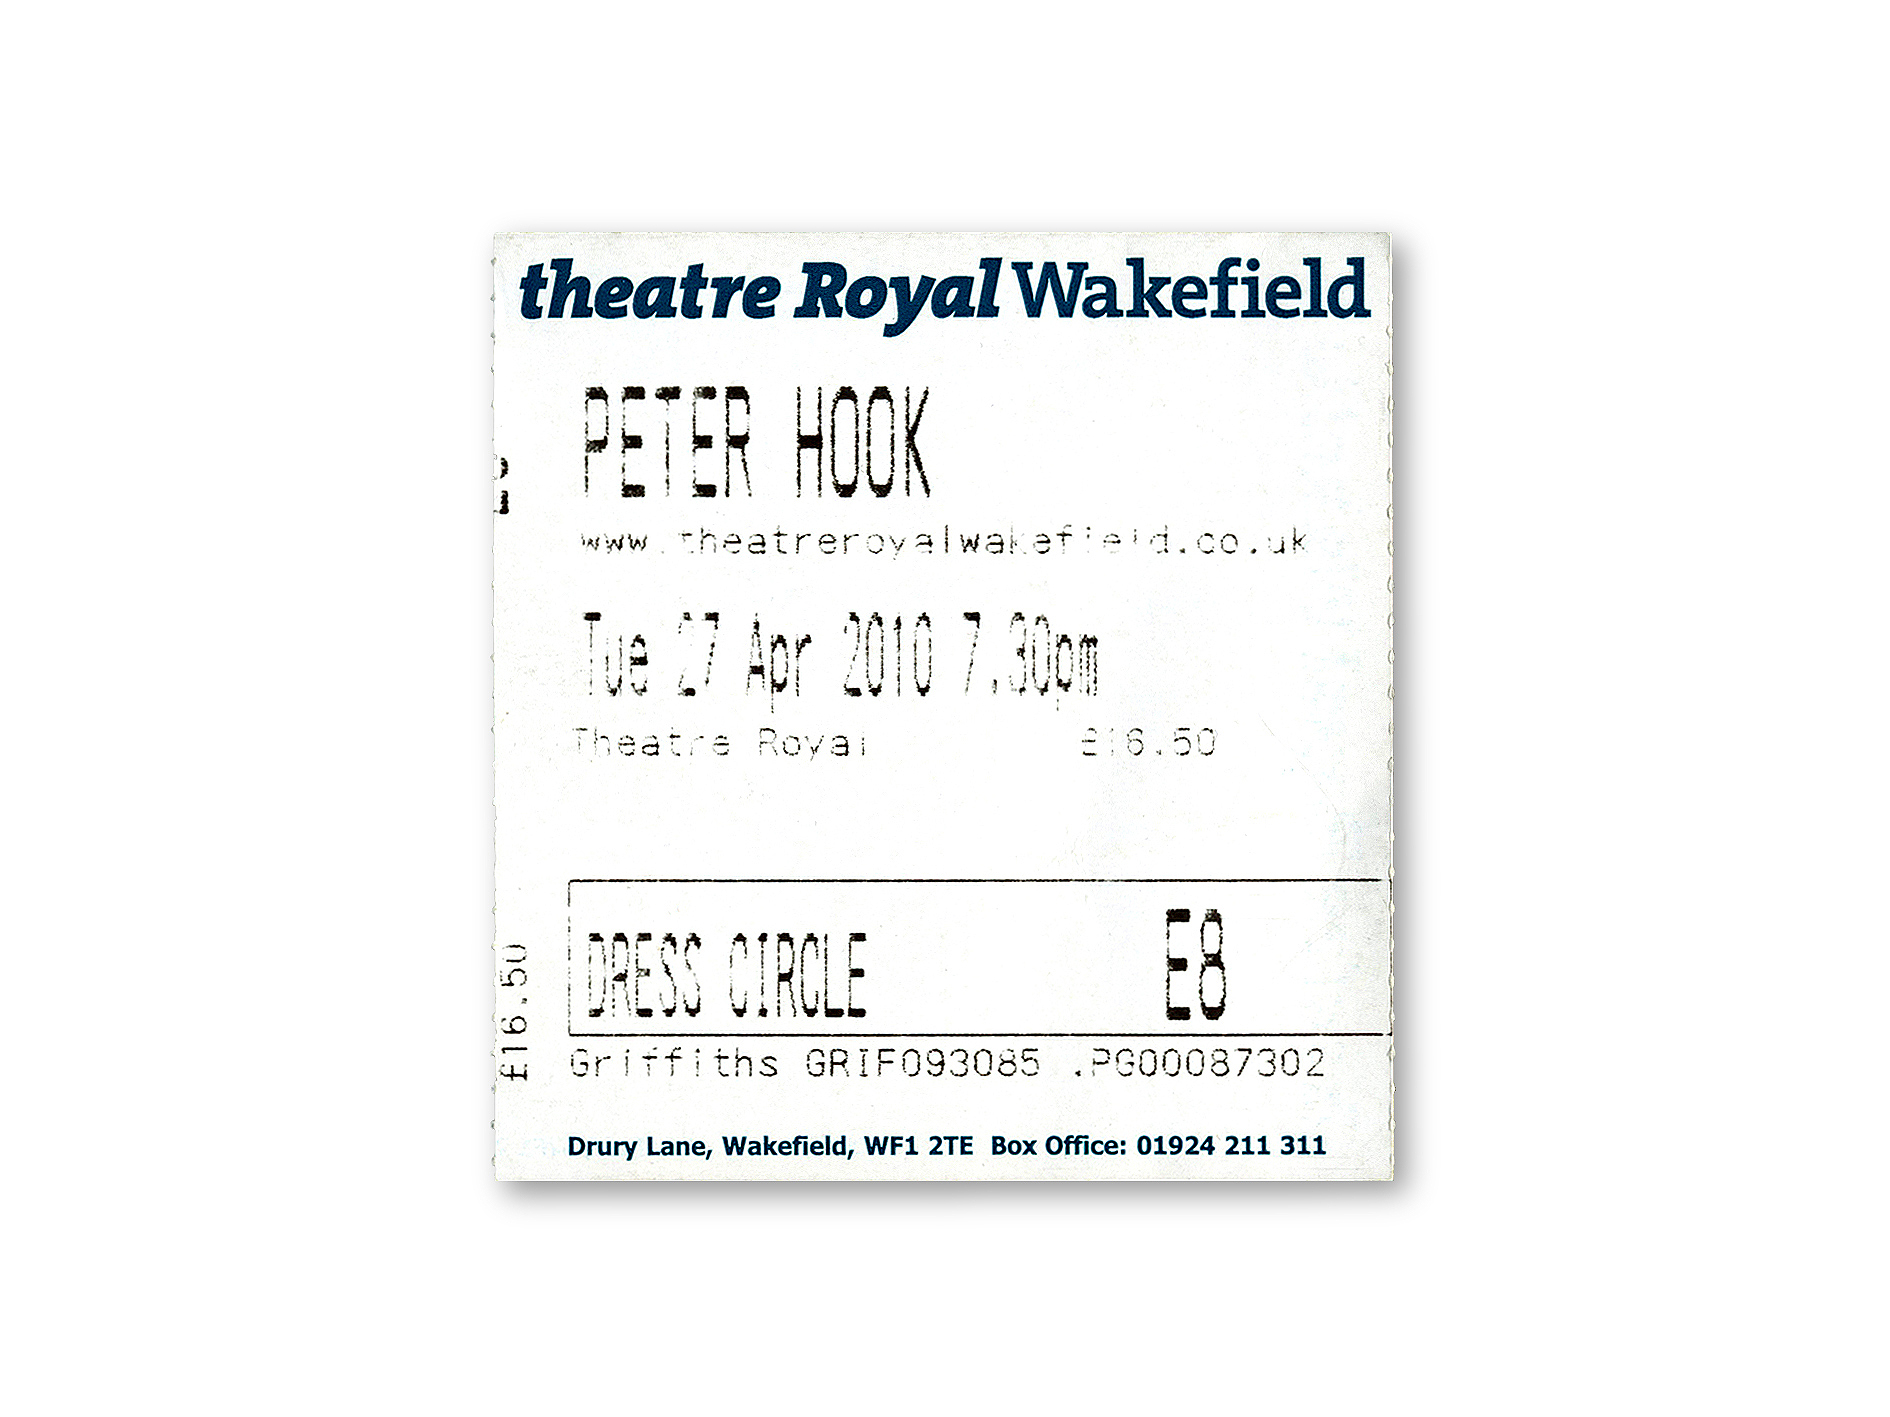 theatre Royal Wakefield
PETER HOOK
www.theatreroyalwakefield.co.uk
Tue 27 Apr 2010 7.30pm
Theatre Royal £16.50
DRESS CIRCLE E8
£16.50
Griffiths GRIF093085 .PG00087302
Drury Lane, Wakefield, WF1 2TE Box Office: 01924 211 311